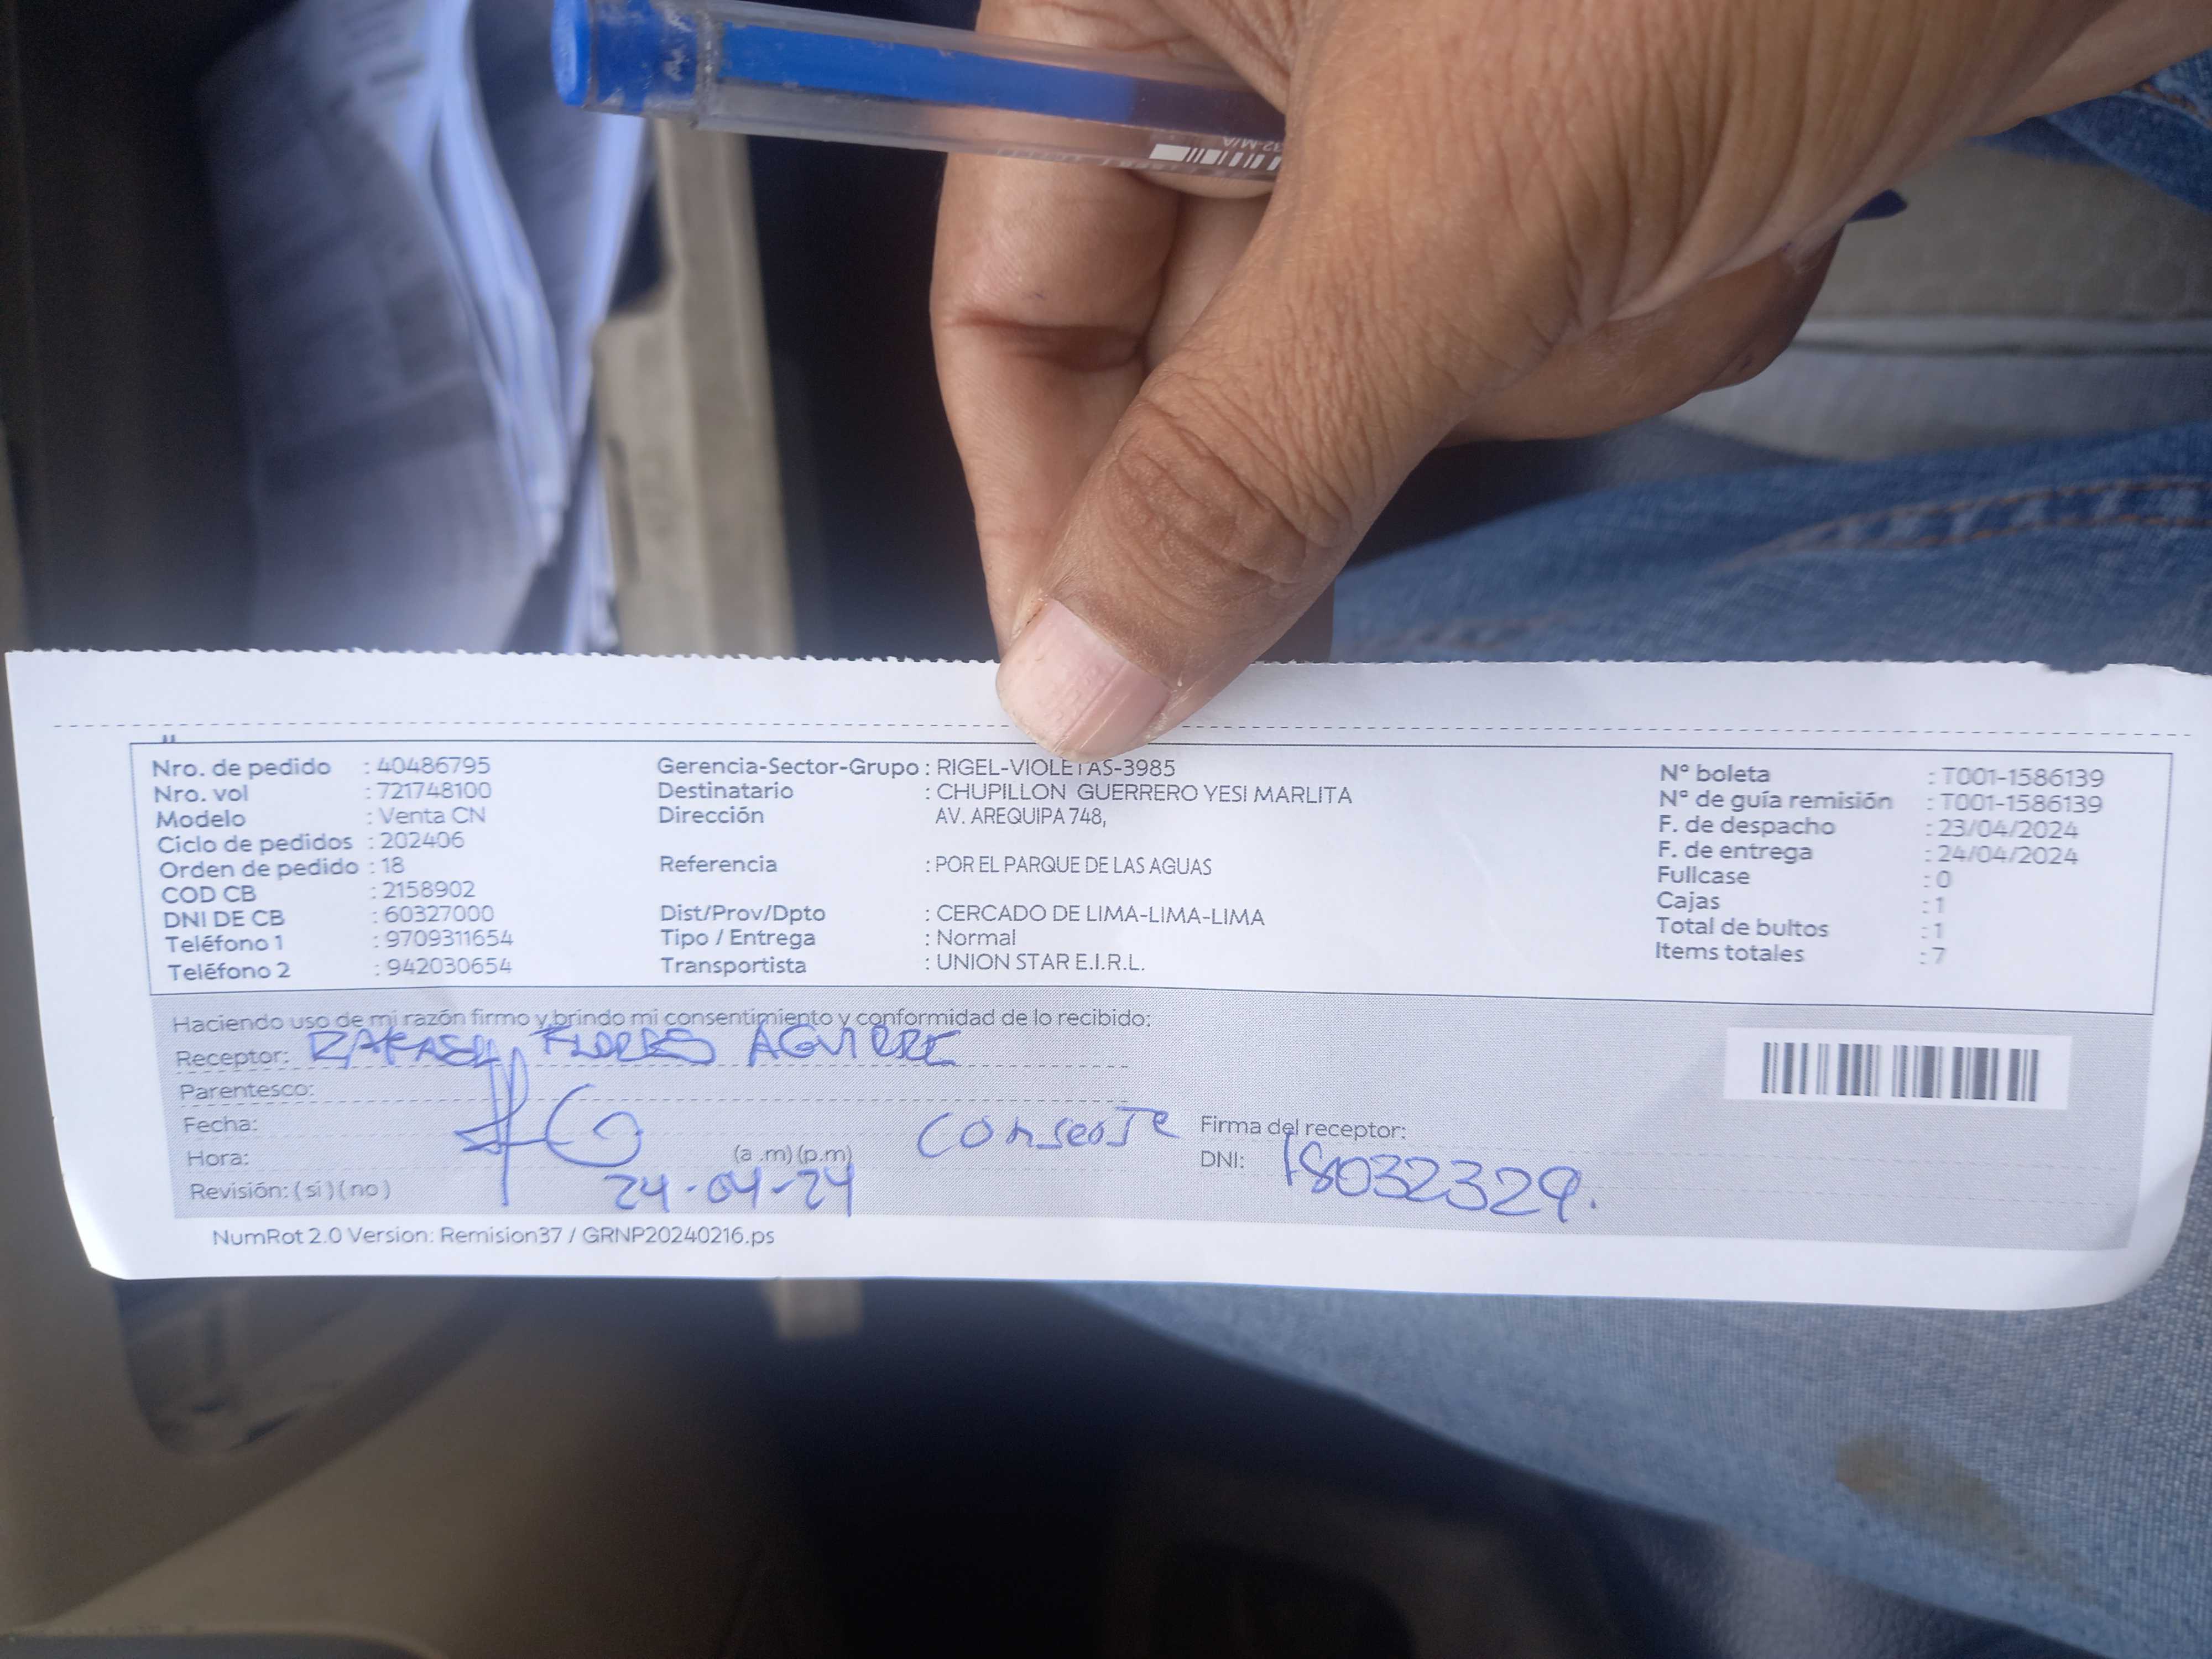 32-M/A
Nro. de pedido : 40486795
Nro. vol : 721748100
Modelo : Venta CN
Ciclo de pedidos : 202406
Orden de pedido : 18
COD CB : 2158902
DNI DE CB : 60327000
Teléfono 1 : 9709311654
Teléfono 2 : 942030654
Gerencia-Sector-Grupo : RIGEL-VIOLETAS-3985
Destinatario : CHUPILLON GUERRERO YESI MARLITA
Dirección AV. AREQUIPA 748,
Referencia : POR EL PARQUE DE LAS AGUAS
Dist/Prov/Dpto : CERCADO DE LIMA-LIMA-LIMA
Tipo / Entrega : Normal
Transportista : UNION STAR E.I.R.L.
N° boleta : T001-1586139
N° de guía remisión : T001-1586139
F. de despacho : 23/04/2024
F. de entrega : 24/04/2024
Fullcase : 0
Cajas : 1
Total de bultos : 1
Items totales : 7
Haciendo uso de mi razón firmo y brindo mi consentimiento y conformidad de lo recibido:
Receptor: RAFAEL FLORES AGUIRRE
Parentesco:
Fecha:
Hora: (a .m) (p.m)
Revisión: (si) (no) 24-04-24
Firma del receptor:
DNI: 18032329.
NumRot 2.0 Version: Remision37 / GRNP20240216.ps